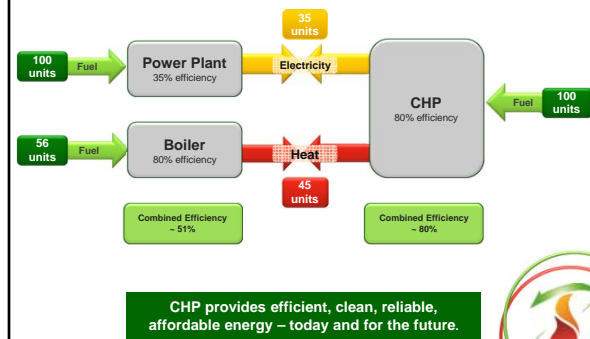 35
units
100
units
Fuel
Power Plant
35% efficiency
Electricity
CHP
80% efficiency
Fuel
100
units
56
units
Fuel
Boiler
80% efficiency
Heat
45
units
Combined Efficiency
~ 51%
Combined Efficiency
~ 80%
CHP provides efficient, clean, reliable,
affordable energy – today and for the future.